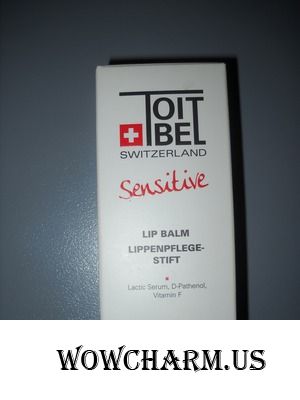 TOIT
BEL
SWITZERLAND
Sensitive
LIP BALM
LIPPENPFLEGE-
STIFT
Lactic Serum, D-Pathenol,
Vitamin F
WOWCHARM.US